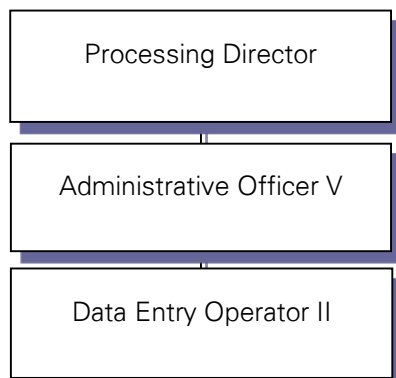 Processing Director
Administrative Officer V
Data Entry Operator II